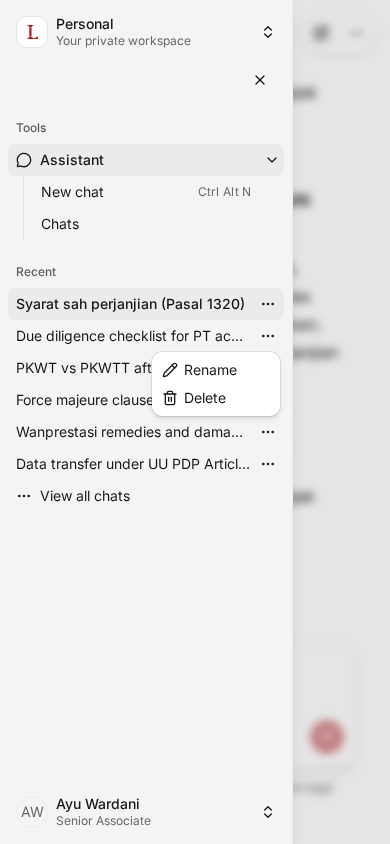 L
Personal
Your private workspace
Tools
Assistant
New chat
Ctrl Alt N
Chats
Recent
Syarat sah perjanjian (Pasal 1320)
Due diligence checklist for PT ac...
PKWT vs PKWTT aft
Force majeure clause
Rename
Delete
Wanprestasi remedies and dama...
Data transfer under UU PDP Articl...
View all chats
AW
Ayu Wardani
Senior Associate